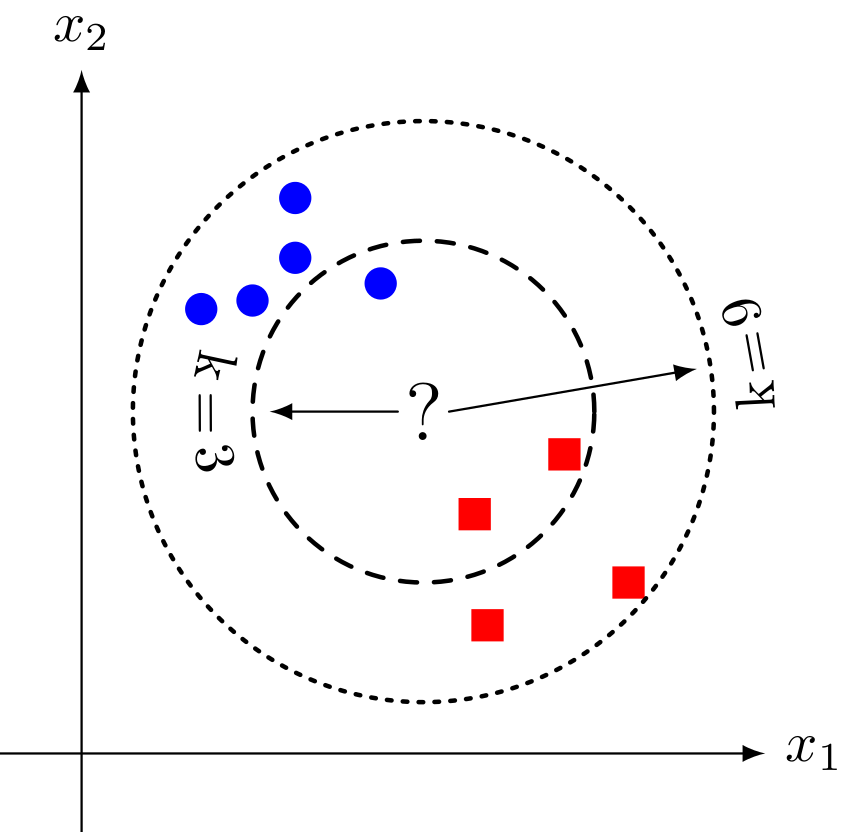 x₂
k=3
?
k=9
x₁